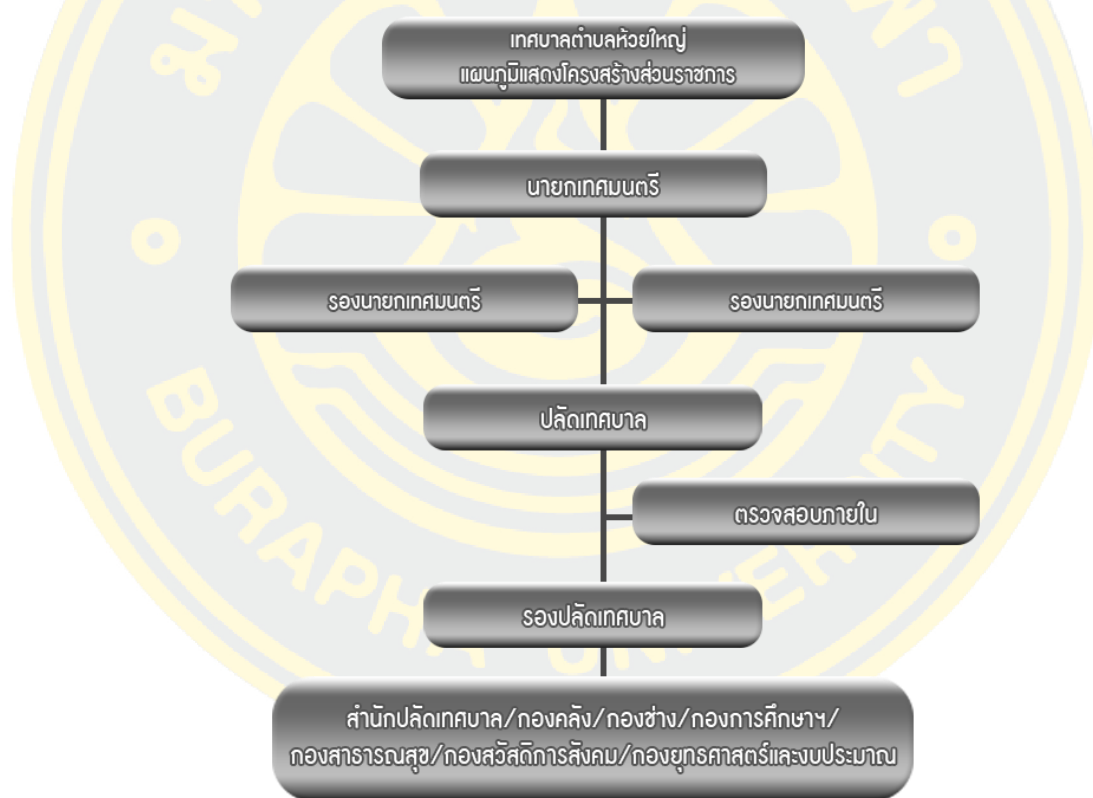 เทศบาลตำบลห้วยใหญ่
แผนภูมิแสดงโครงสร้างส่วนราชการ
นายกเทศมนตรี
รองนายกเทศมนตรี
รองนายกเทศมนตรี
ปลัดเทศบาล
ตรวจสอบภายใน
รองปลัดเทศบาล
สำนักปลัดเทศบาล/กองคลัง/กองช่าง/กองการศึกษาฯ/
กองสาธารณสุข/กองสวัสดิการสังคม/กองยุทธศาสตร์และงบประมาณ
BURAPHA UNIVERSITY